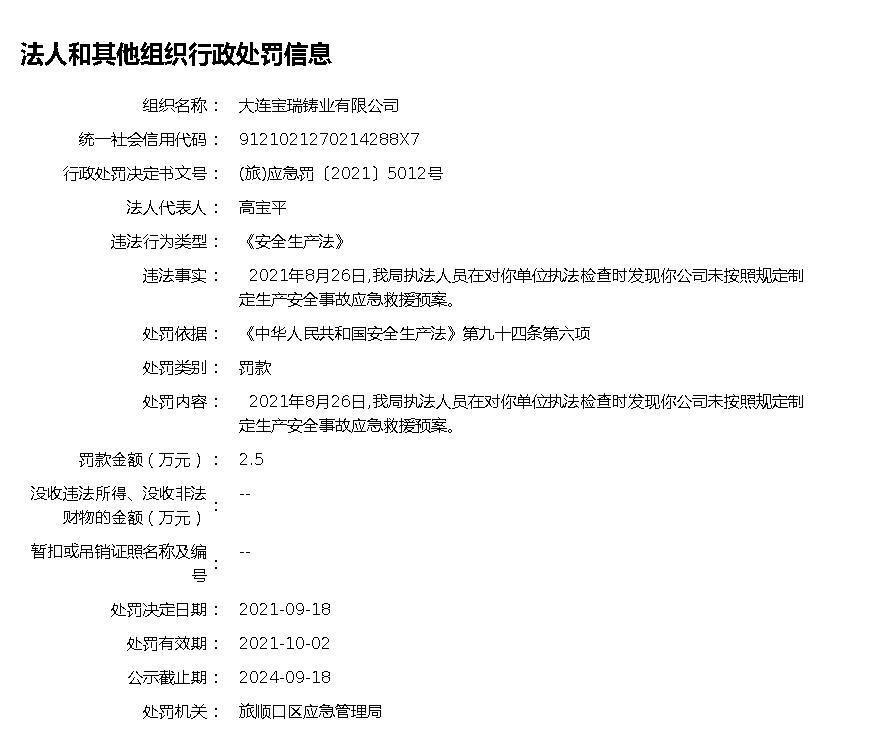 法人和其他组织行政处罚信息
组织名称： 大连宝瑞铸业有限公司
统一社会信用代码： 9121021270214288X7
行政处罚决定书文号： (旅)应急罚〔2021〕5012号
法人代表人： 高宝平
违法行为类型： 《安全生产法》
违法事实： 2021年8月26日,我局执法人员在对你单位执法检查时发现你公司未按照规定制
定生产安全事故应急救援预案。
处罚依据： 《中华人民共和国安全生产法》第九十四条第六项
处罚类别： 罚款
处罚内容： 2021年8月26日,我局执法人员在对你单位执法检查时发现你公司未按照规定制
定生产安全事故应急救援预案。
罚款金额（万元）： 2.5
没收违法所得、没收非法
财物的金额（万元）： --
暂扣或吊销证照名称及编
号： --
处罚决定日期： 2021-09-18
处罚有效期： 2021-10-02
公示截止期： 2024-09-18
处罚机关： 旅顺口区应急管理局